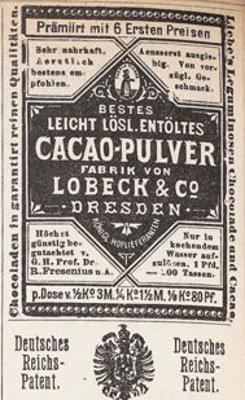 Prämiirt mit 6 Ersten Preisen
Chocoladen in garantirt reinen Qualitäten.
Sehr nahrhaft.
Aerztlich
bestens em-
pfohlen.
Aeusserst ausgie-
big. Von vor-
zügl. Ge-
schmack.
BESTES
LEICHT LÖSL. ENTÖLTES
CACAO-PULVER
FABRIK VON
LOBECK & Cº
DRESDEN
KÖNIGL. HOFLIEFERANTEN
Höchst
günstig be-
gutachtet v.
G. H. Prof. Dr.
R. Fresenius u. A.
Nur in
kochendem
Wasser auf-
zulösen. 1 Pfd.
= 100 Tassen.
p. Dose v. ½ Kº 3 M. ¼ Kº 1½ M. ⅛ Kº 80 Pf.
Liebe's Leguminosen Chocolade und Cacao.
Deutsches
Reichs-
Patent.
Deutsches
Reichs-
Patent.